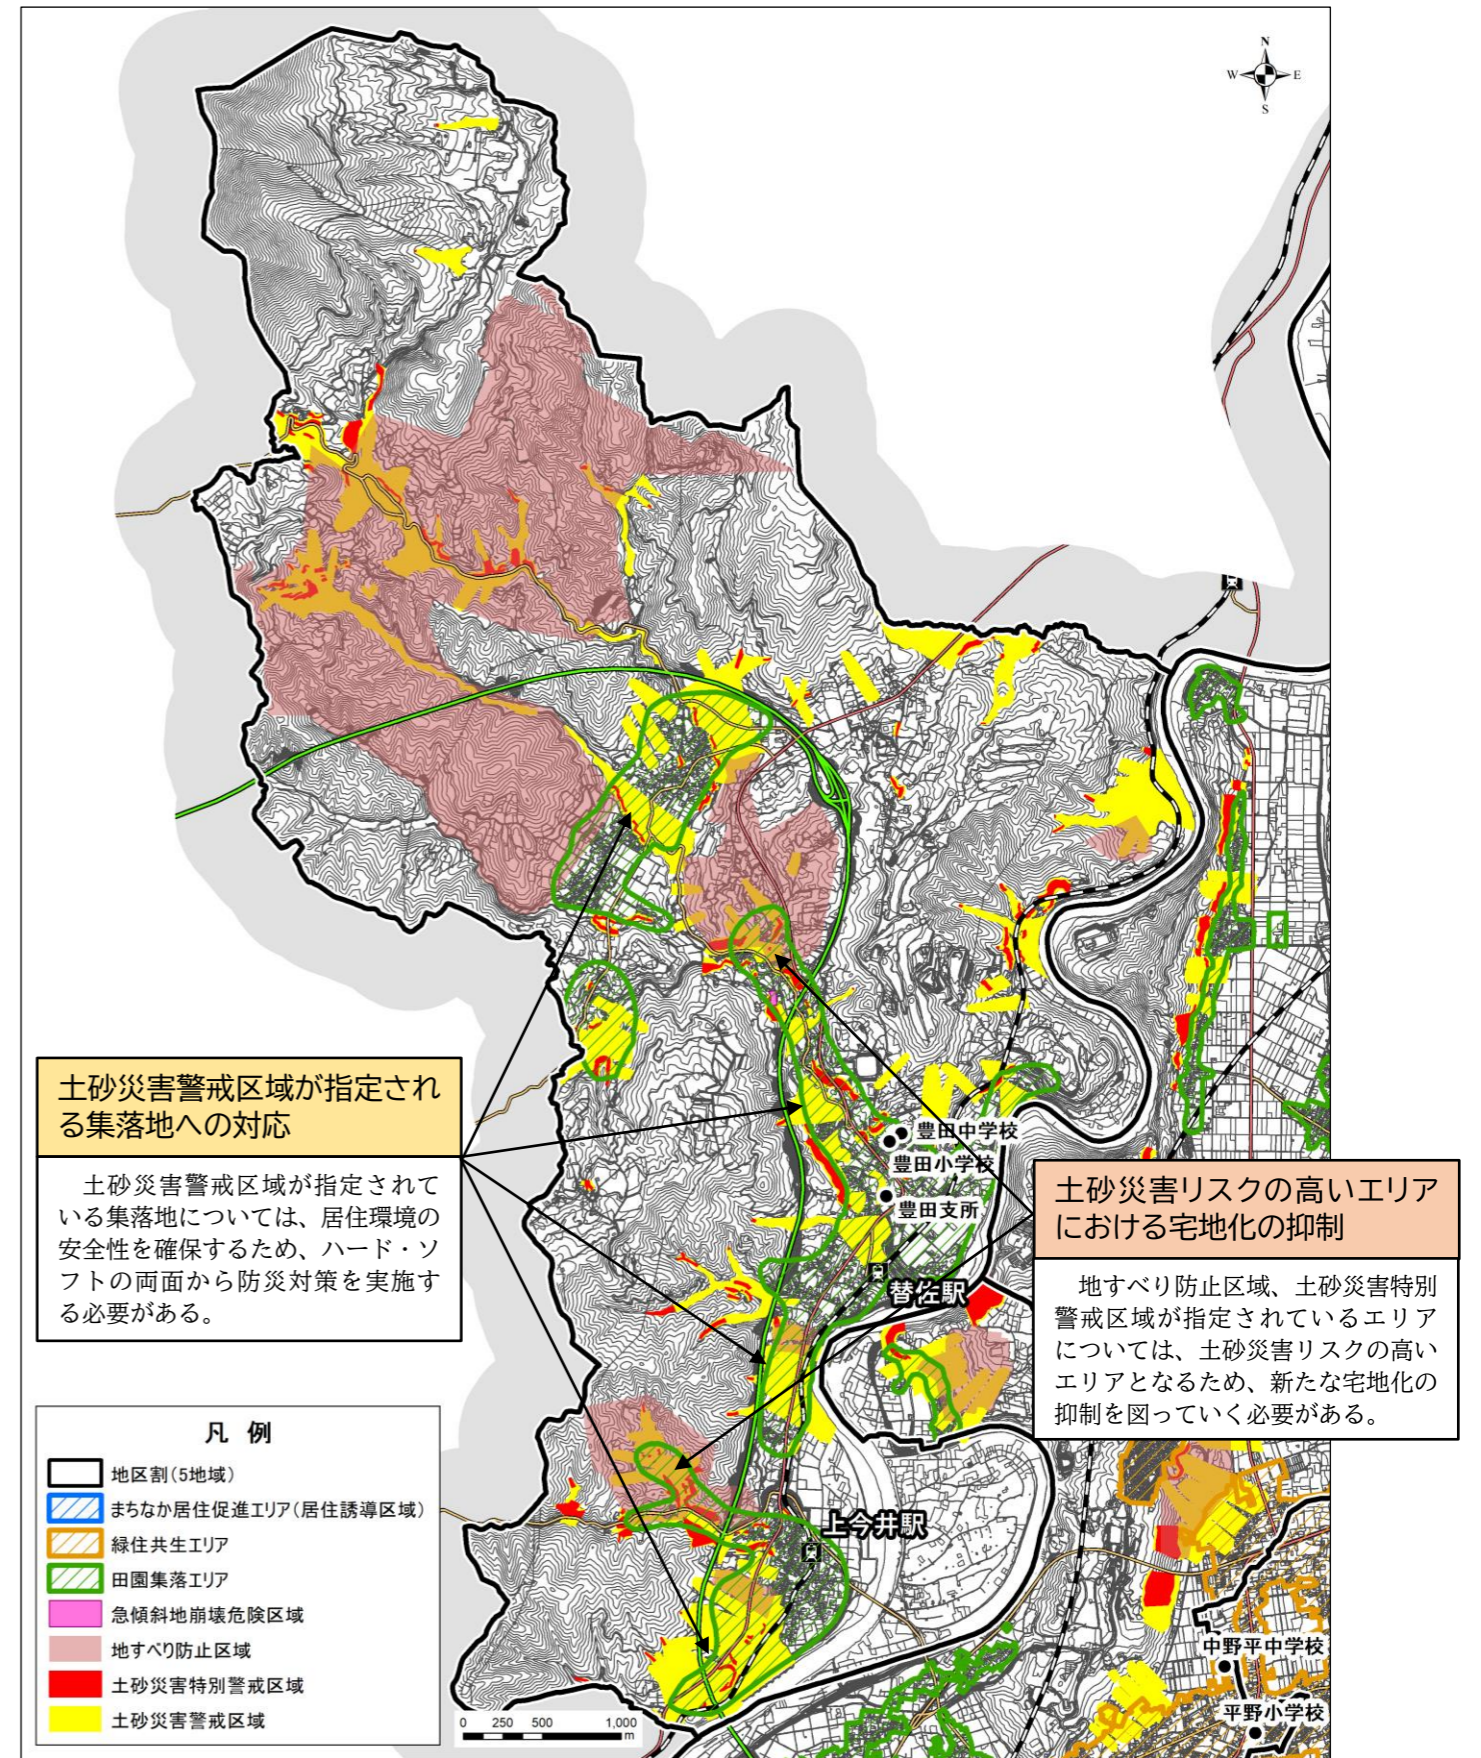 N
W E
S
土砂災害警戒区域が指定され
る集落地への対応
土砂災害警戒区域が指定されて
いる集落地については、居住環境の
安全性を確保するため、ハード・ソ
フトの両面から防災対策を実施す
る必要がある。
豊田中学校
豊田小学校
豊田支所
替佐駅
土砂災害リスクの高いエリア
における宅地化の抑制
地すべり防止区域、土砂災害特別
警戒区域が指定されているエリア
については、土砂災害リスクの高い
エリアとなるため、新たな宅地化の
抑制を図っていく必要がある。
上今井駅
中野平中学校
平野小学校
凡 例
地区割(5地域)
まちなか居住促進エリア(居住誘導区域)
緑住共生エリア
田園集落エリア
急傾斜地崩壊危険区域
地すべり防止区域
土砂災害特別警戒区域
土砂災害警戒区域
0 250 500 1,000
m